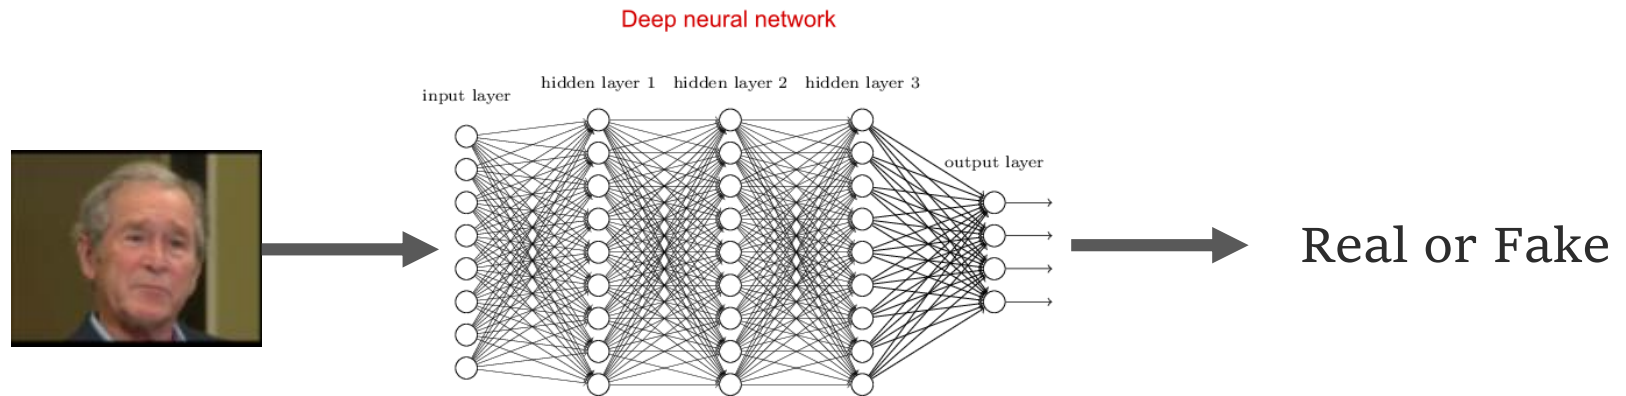 Deep neural network
input layer
hidden layer 1
hidden layer 2
hidden layer 3
output layer
Real or Fake